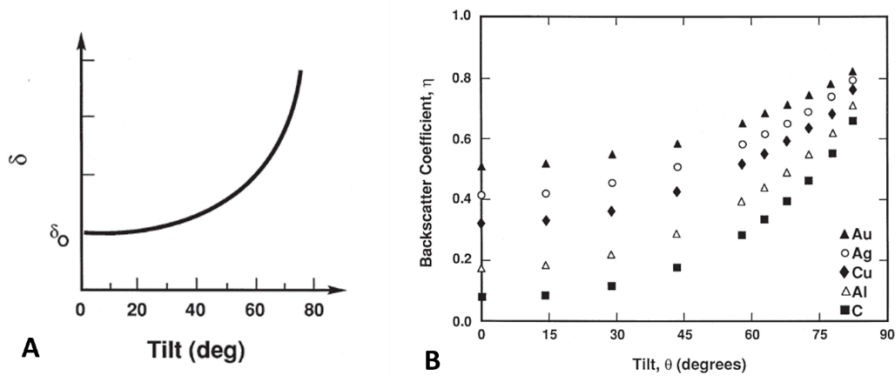 δ
δo
0 20 40 60 80
Tilt (deg)
A
Backscatter Coefficient, η
1.0
0.8
0.6
0.4
0.2
0.0
0 15 30 45 60 75 90
Tilt, θ (degrees)
▲ Au
○ Ag
◆ Cu
△ Al
■ C
B